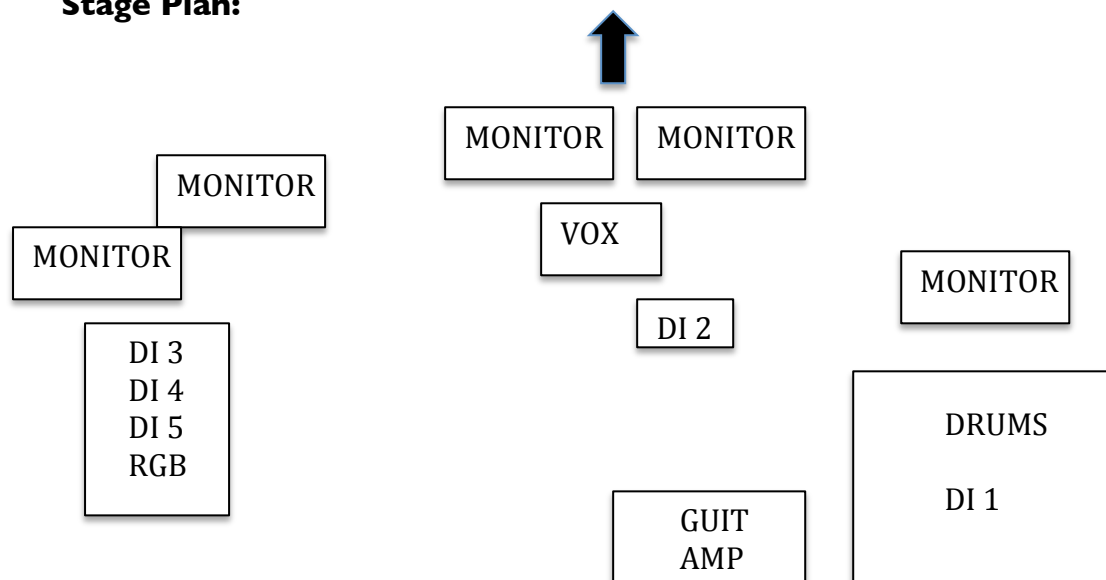 Stage Plan:
MONITOR
MONITOR
MONITOR
MONITOR
VOX
MONITOR
DI 2
DI 3
DI 4
DI 5
RGB
DRUMS
DI 1
GUIT
AMP